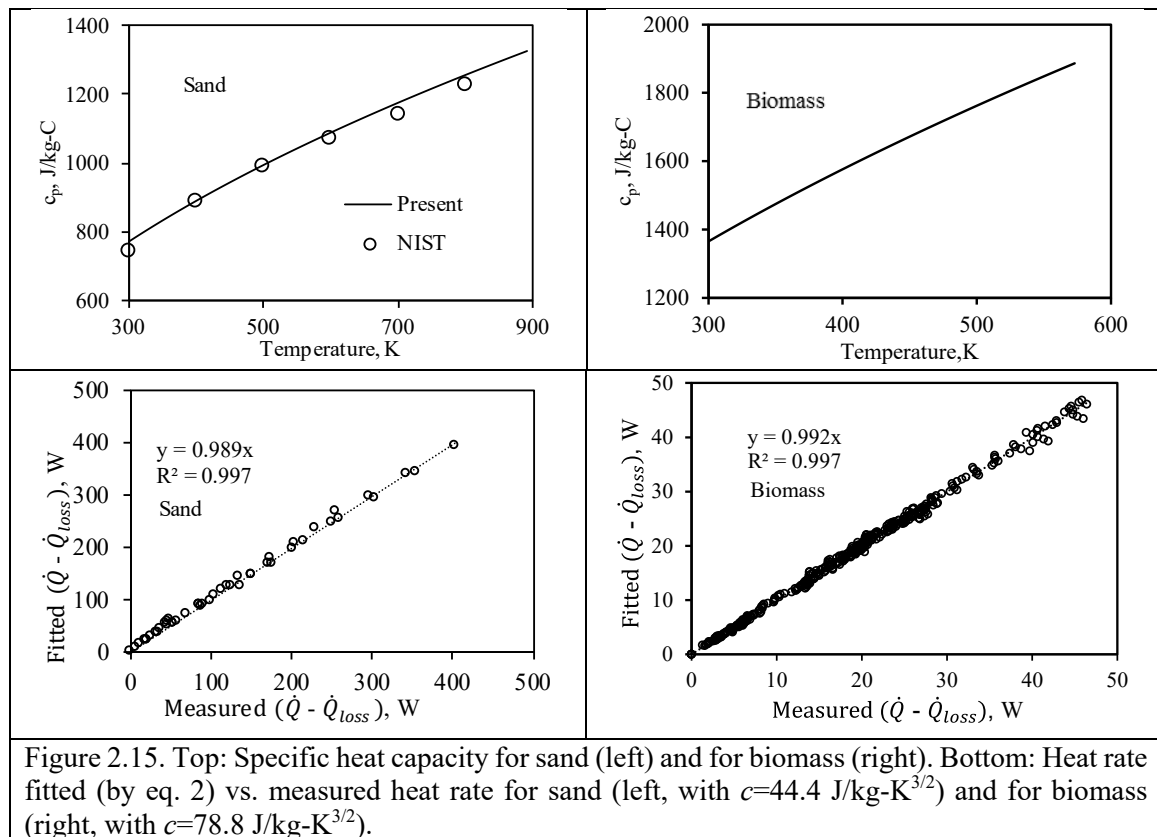 1400
1200
1000
800
600
c_p, J/kg-C
Sand
Present
NIST
300 500 700 900
Temperature, K
2000
1800
1600
1400
1200
c_p, J/kg-C
Biomass
300 400 500 600
Temperature,K
500
400
300
200
100
0
Fitted (Q̇ - Q̇_loss), W
y = 0.989x
R² = 0.997
Sand
0 100 200 300 400 500
Measured (Q̇ - Q̇_loss), W
50
40
30
20
10
0
Fitted (Q̇ - Q̇_loss), W
y = 0.992x
R² = 0.997
Biomass
0 10 20 30 40 50
Measured (Q̇ - Q̇_loss), W
Figure 2.15. Top: Specific heat capacity for sand (left) and for biomass (right). Bottom: Heat rate
fitted (by eq. 2) vs. measured heat rate for sand (left, with c=44.4 J/kg-K^3/2) and for biomass
(right, with c=78.8 J/kg-K^3/2).